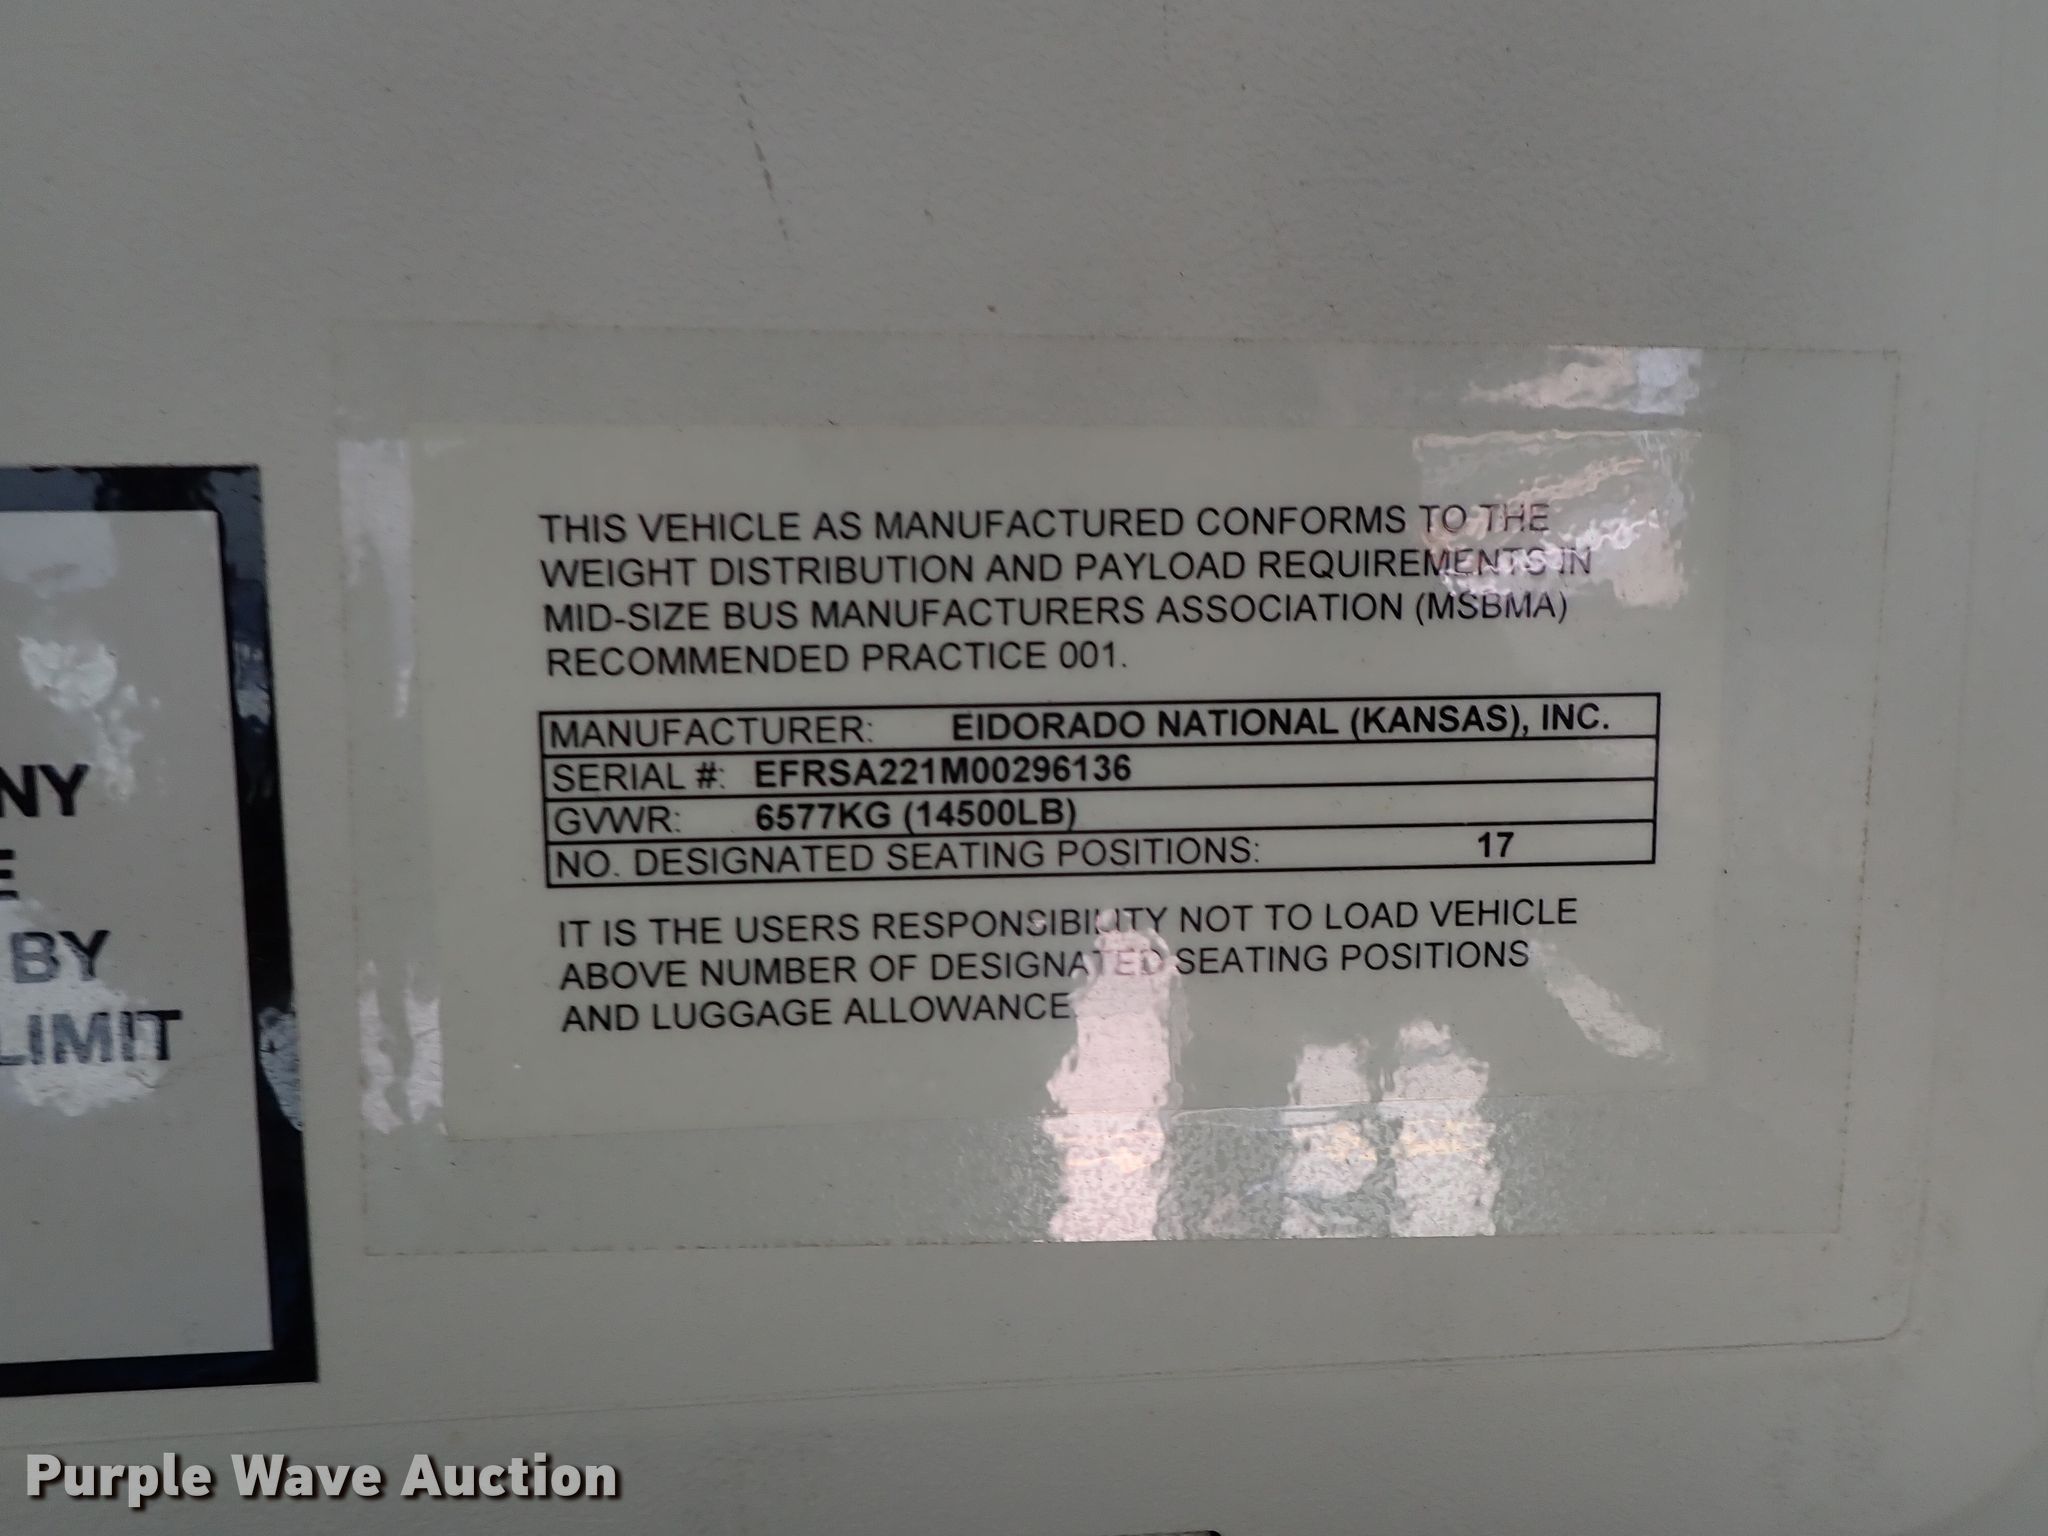 THIS VEHICLE AS MANUFACTURED CONFORMS TO THE
WEIGHT DISTRIBUTION AND PAYLOAD REQUIREMENTS IN
MID-SIZE BUS MANUFACTURERS ASSOCIATION (MSBMA)
RECOMMENDED PRACTICE 001.
MANUFACTURER: EIDORADO NATIONAL (KANSAS), INC.
SERIAL #: EFRSA221M00296136
GVWR: 6577KG (14500LB)
NO. DESIGNATED SEATING POSITIONS: 17
IT IS THE USERS RESPONSIBILITY NOT TO LOAD VEHICLE
ABOVE NUMBER OF DESIGNATED SEATING POSITIONS
AND LUGGAGE ALLOWANCE.
NY
E
BY
LIMIT
Purple Wave Auction